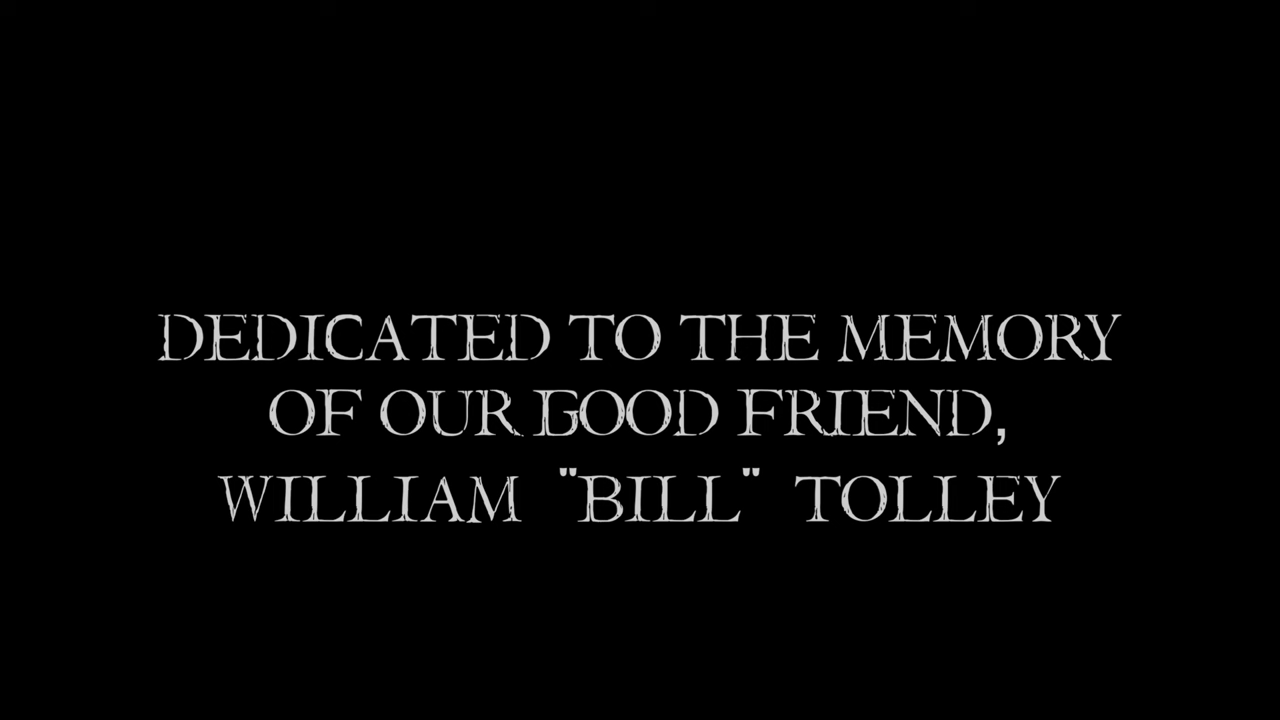 DEDICATED TO THE MEMORY
OF OUR GOOD FRIEND,
WILLIAM "BILL" TOLLEY